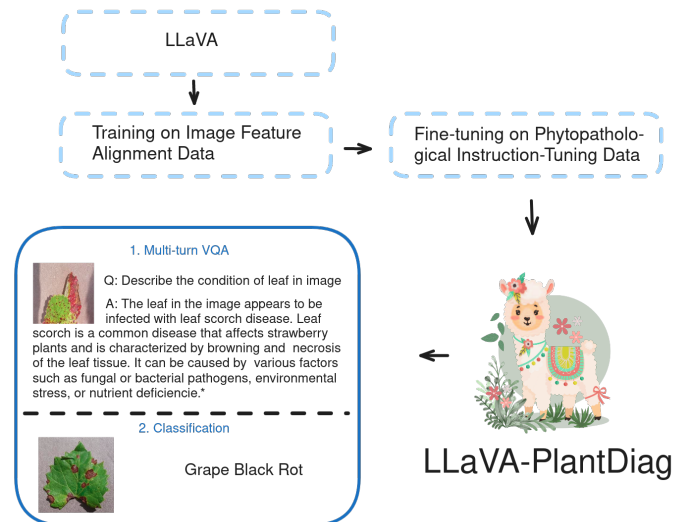 LLaVA
Training on Image Feature
Alignment Data
Fine-tuning on Phytopatholo-
gical Instruction-Tuning Data
1. Multi-turn VQA
Q: Describe the condition of leaf in image
A: The leaf in the image appears to be
infected with leaf scorch disease. Leaf
scorch is a common disease that affects strawberry
plants and is characterized by browning and necrosis
of the leaf tissue. It can be caused by various factors
such as fungal or bacterial pathogens, environmental
stress, or nutrient deficiencie.*
2. Classification
Grape Black Rot
LLaVA-PlantDiag